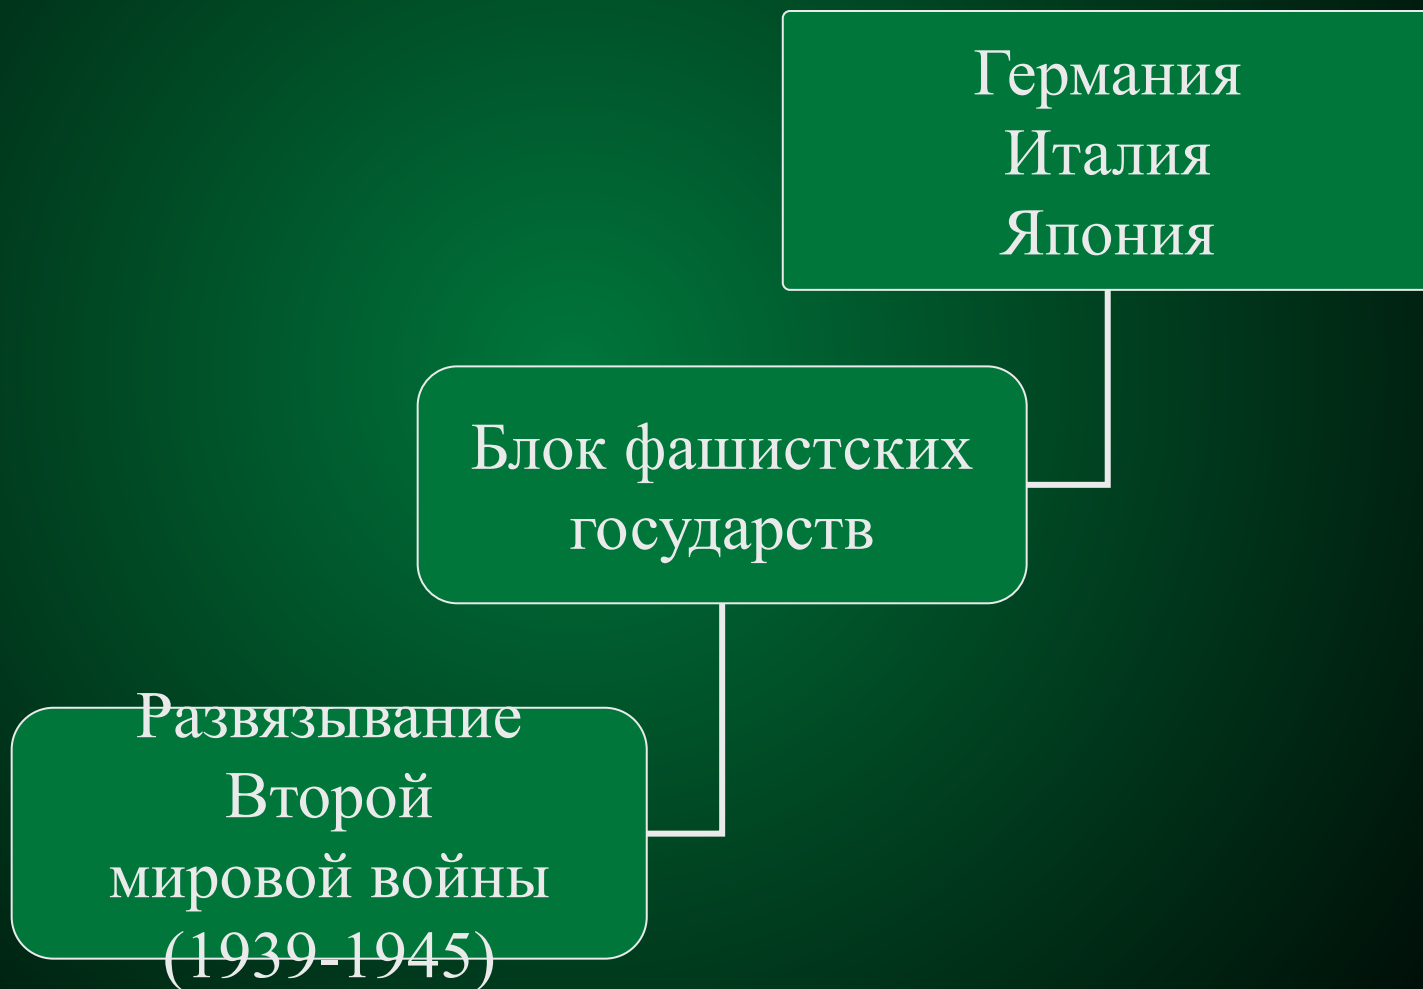 Германия
Италия
Япония
Блок фашистских
государств
Развязывание
Второй
мировой войны
(1939-1945)